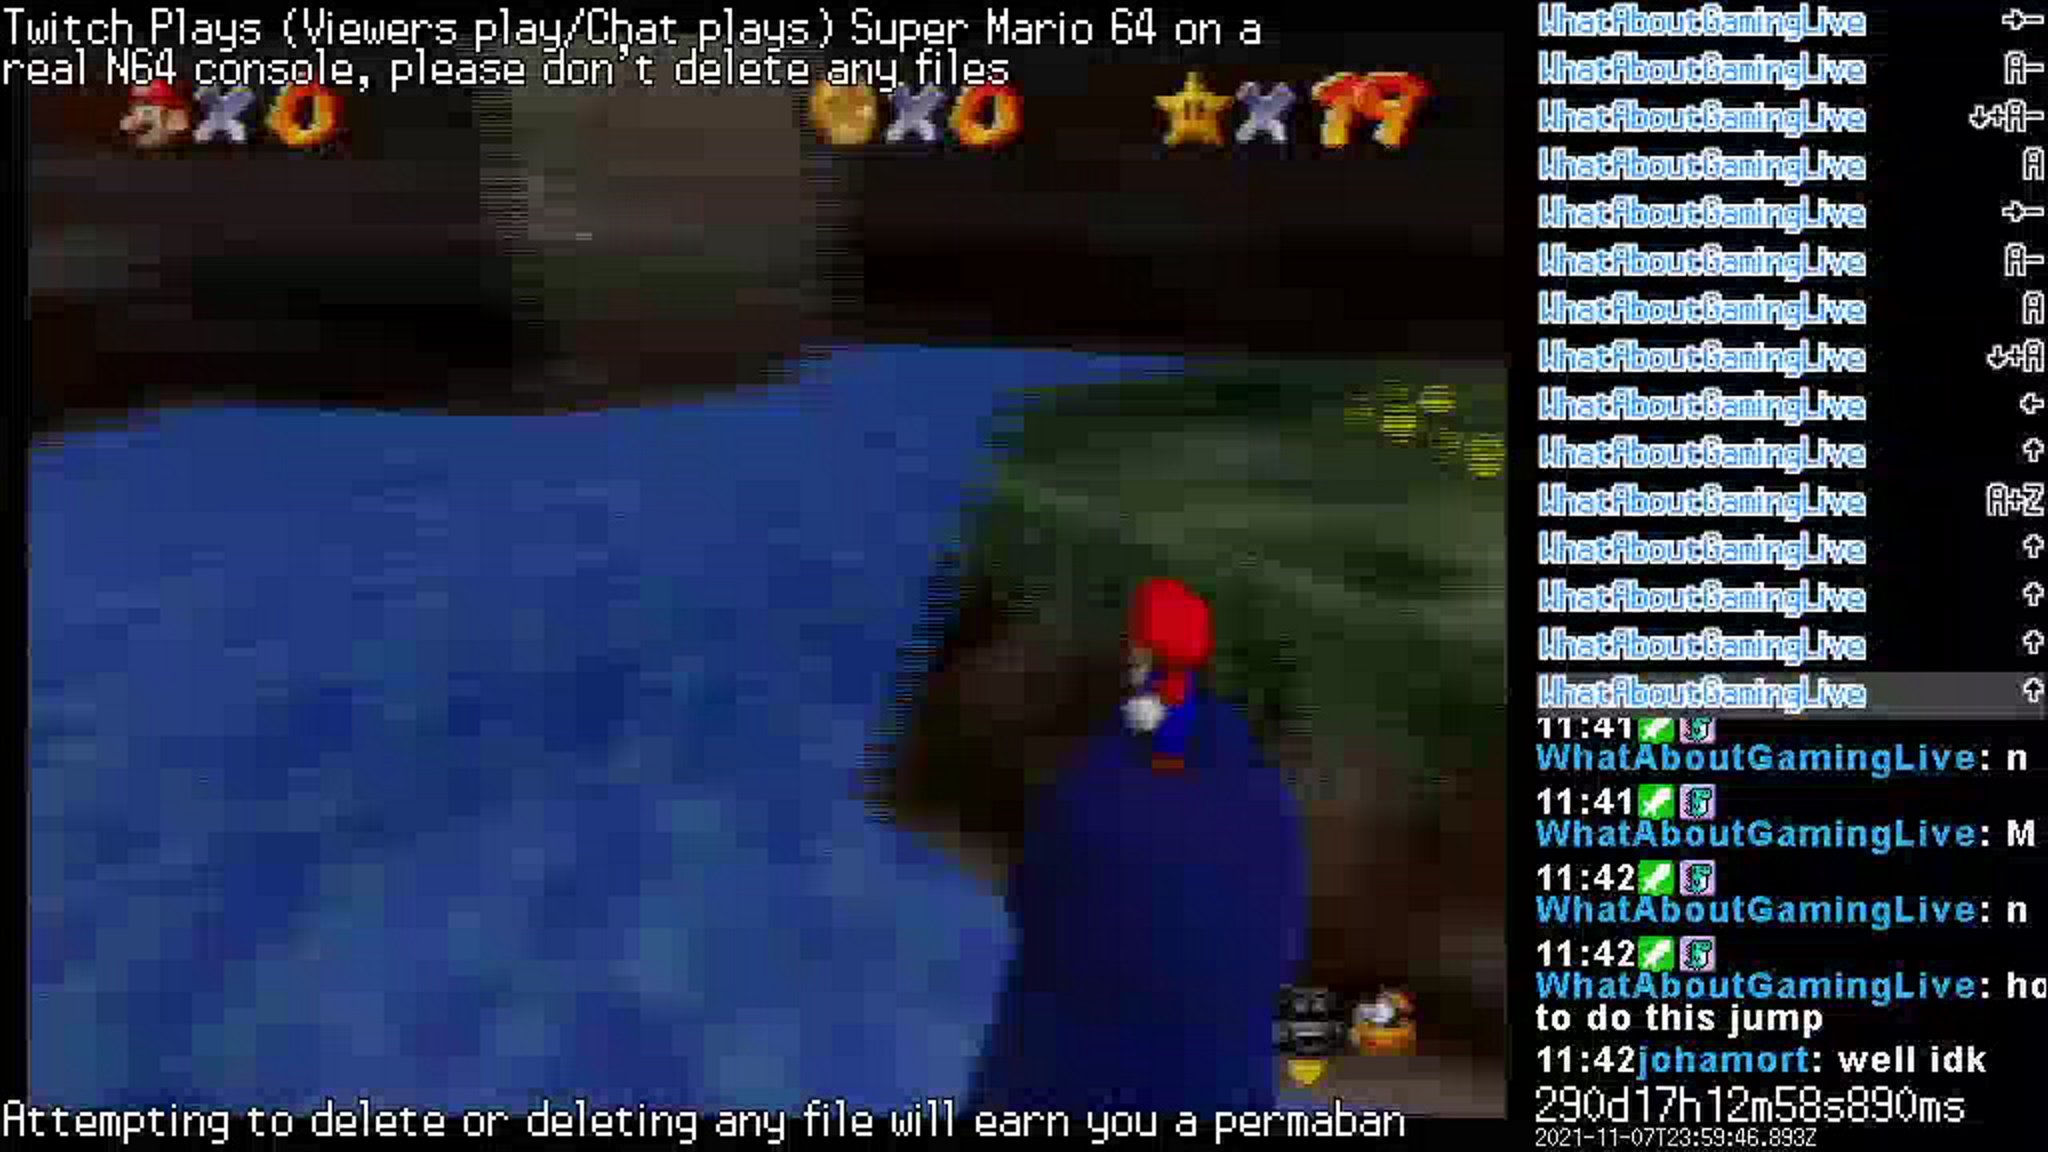 Twitch Plays (Viewers play/Chat plays) Super Mario 64 on a
real N64 console, please don't delete any files
0
0
WhatAboutGamingLive →-
WhatAboutGamingLive A-
WhatAboutGamingLive ↓+A-
WhatAboutGamingLive A
WhatAboutGamingLive →-
WhatAboutGamingLive A-
WhatAboutGamingLive A
WhatAboutGamingLive ↓+A
WhatAboutGamingLive ←
WhatAboutGamingLive ↑
WhatAboutGamingLive A+Z
WhatAboutGamingLive ↑
WhatAboutGamingLive ↑
WhatAboutGamingLive ↑
WhatAboutGamingLive ↑
11:41
WhatAboutGamingLive: n
11:41
WhatAboutGamingLive: M
11:42
WhatAboutGamingLive: n
11:42
WhatAboutGamingLive:
to do this jump
11:42 johamort: well idk
290d17h12m58s890ms
2021-11-07T23:59:46.893Z
Attempting to delete or deleting any file will earn you a permaban